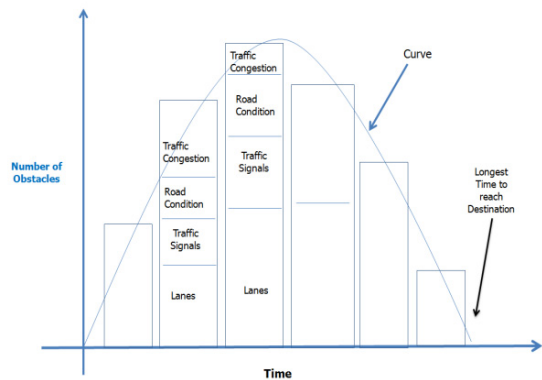 Traffic
Congestion
Curve
Road
Condition
Traffic
Congestion
Traffic
Signals
Number of
Obstacles
Longest
Time to
reach
Destination
Road
Condition
Traffic
Signals
Lanes
Lanes
Time